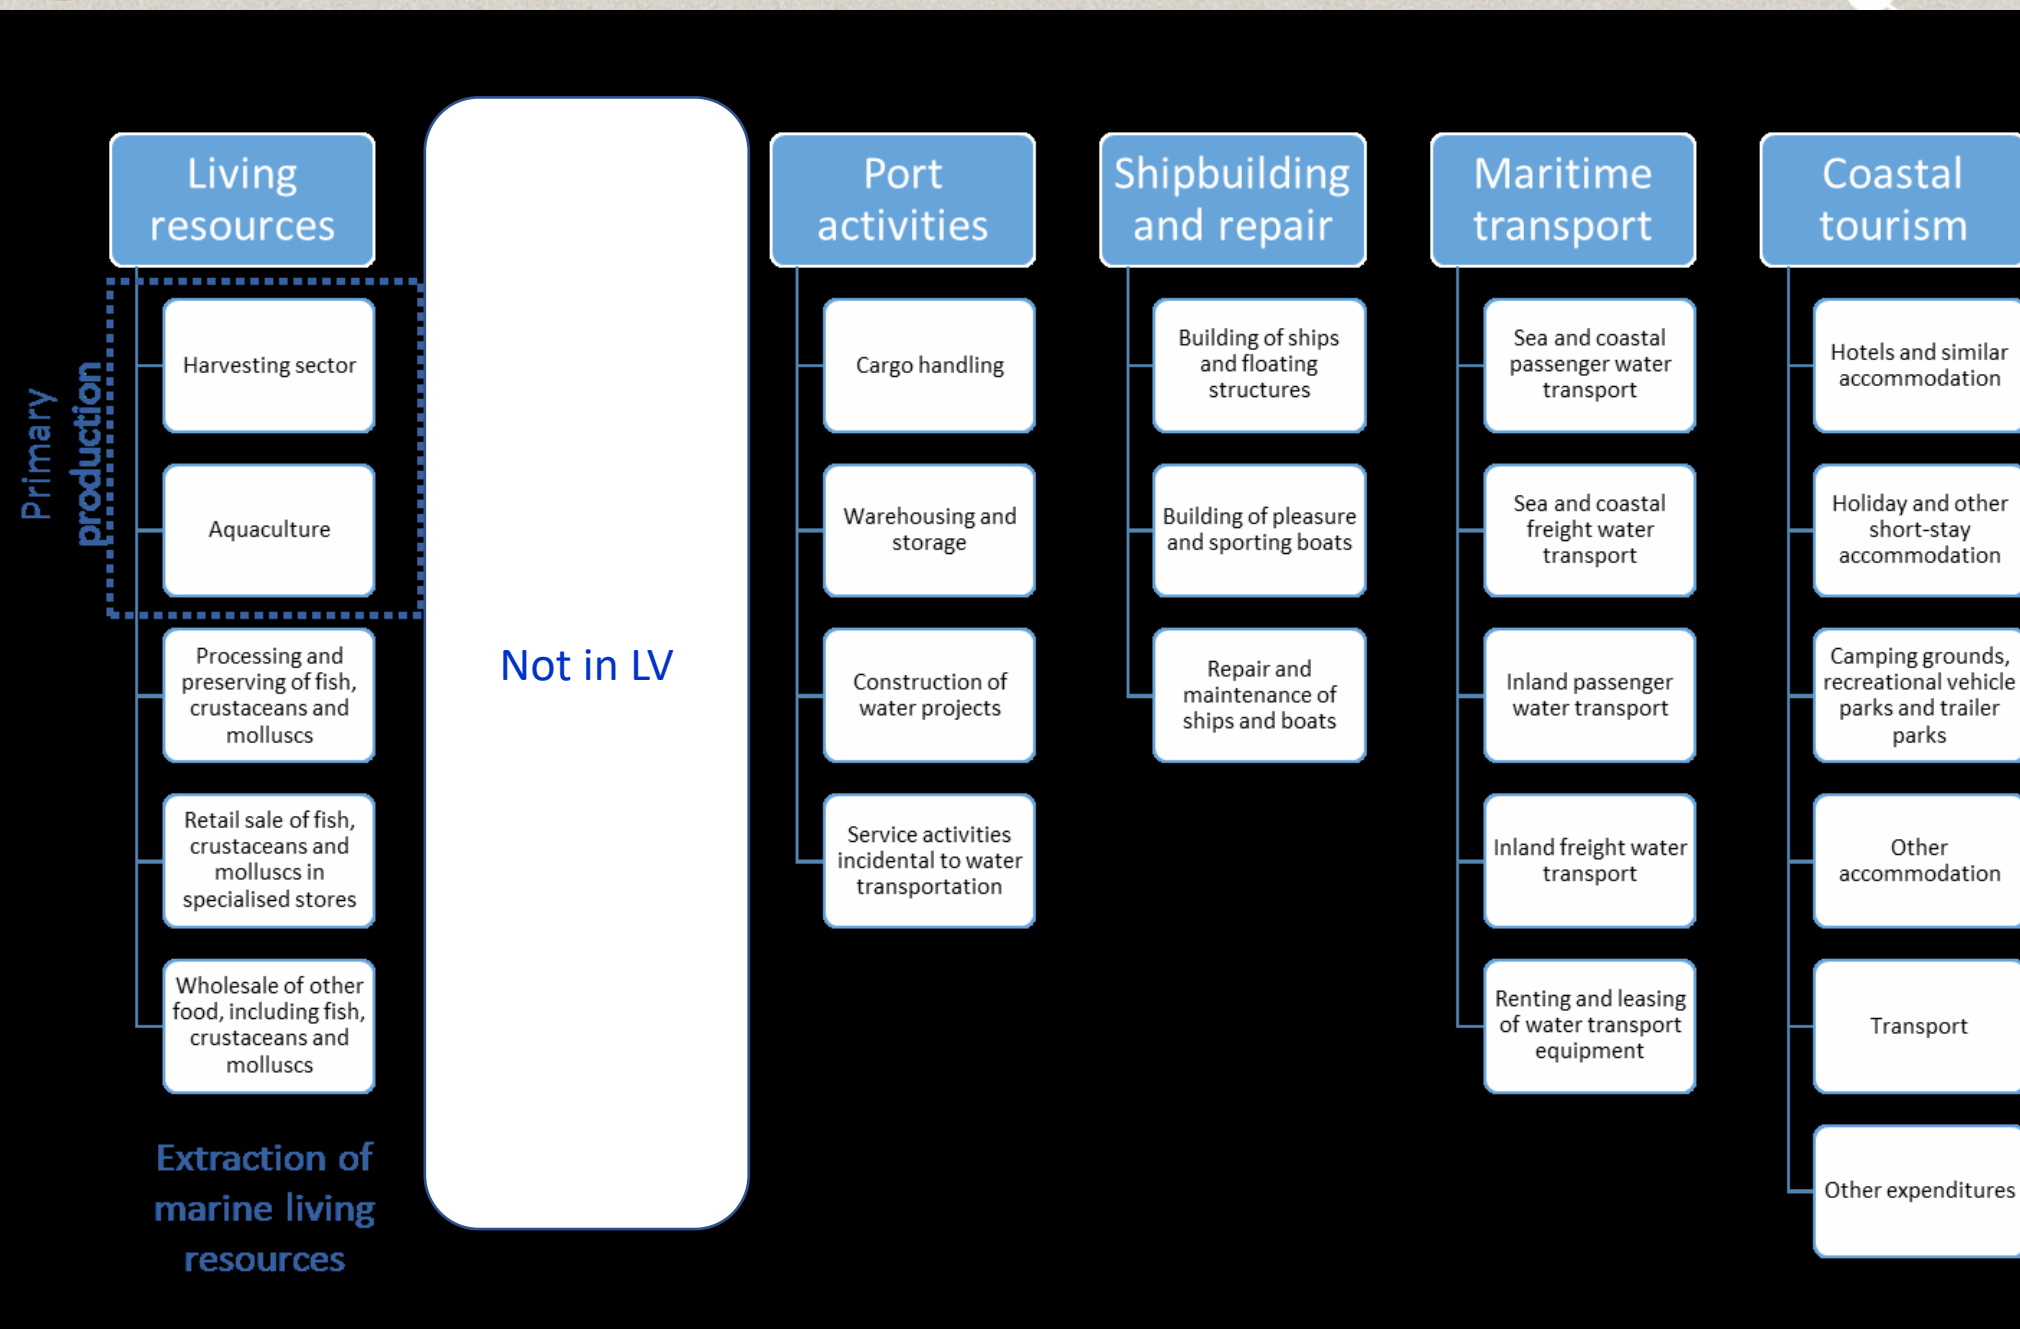 Living
resources
Primary
production
Harvesting sector
Aquaculture
Processing and
preserving of fish,
crustaceans and
molluscs
Retail sale of fish,
crustaceans and
molluscs in
specialised stores
Wholesale of other
food, including fish,
crustaceans and
molluscs
Extraction of
marine living
resources
Not in LV
Port
activities
Cargo handling
Warehousing and
storage
Construction of
water projects
Service activities
incidental to water
transportation
Shipbuilding
and repair
Building of ships
and floating
structures
Building of pleasure
and sporting boats
Repair and
maintenance of
ships and boats
Maritime
transport
Sea and coastal
passenger water
transport
Sea and coastal
freight water
transport
Inland passenger
water transport
Inland freight water
transport
Renting and leasing
of water transport
equipment
Coastal
tourism
Hotels and similar
accommodation
Holiday and other
short-stay
accommodation
Camping grounds,
recreational vehicle
parks and trailer
parks
Other
accommodation
Transport
Other expenditures